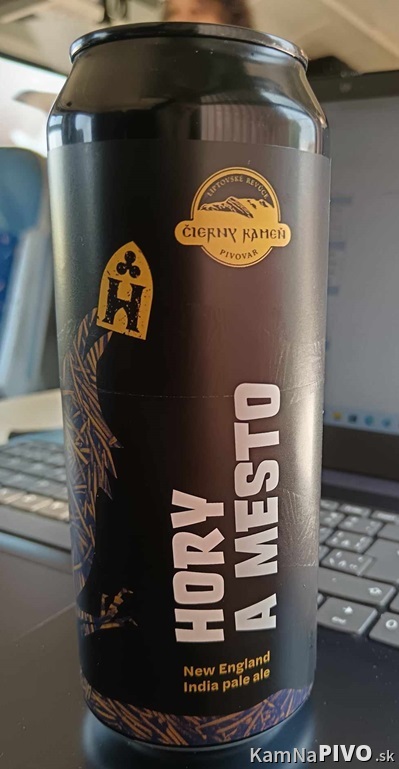 LIPTOVSKÉ REVÚCE
ČIERNY KAMEŇ
PIVOVAR
H
HORY
A MESTO
New England
India pale ale
KamNaPIVO.sk